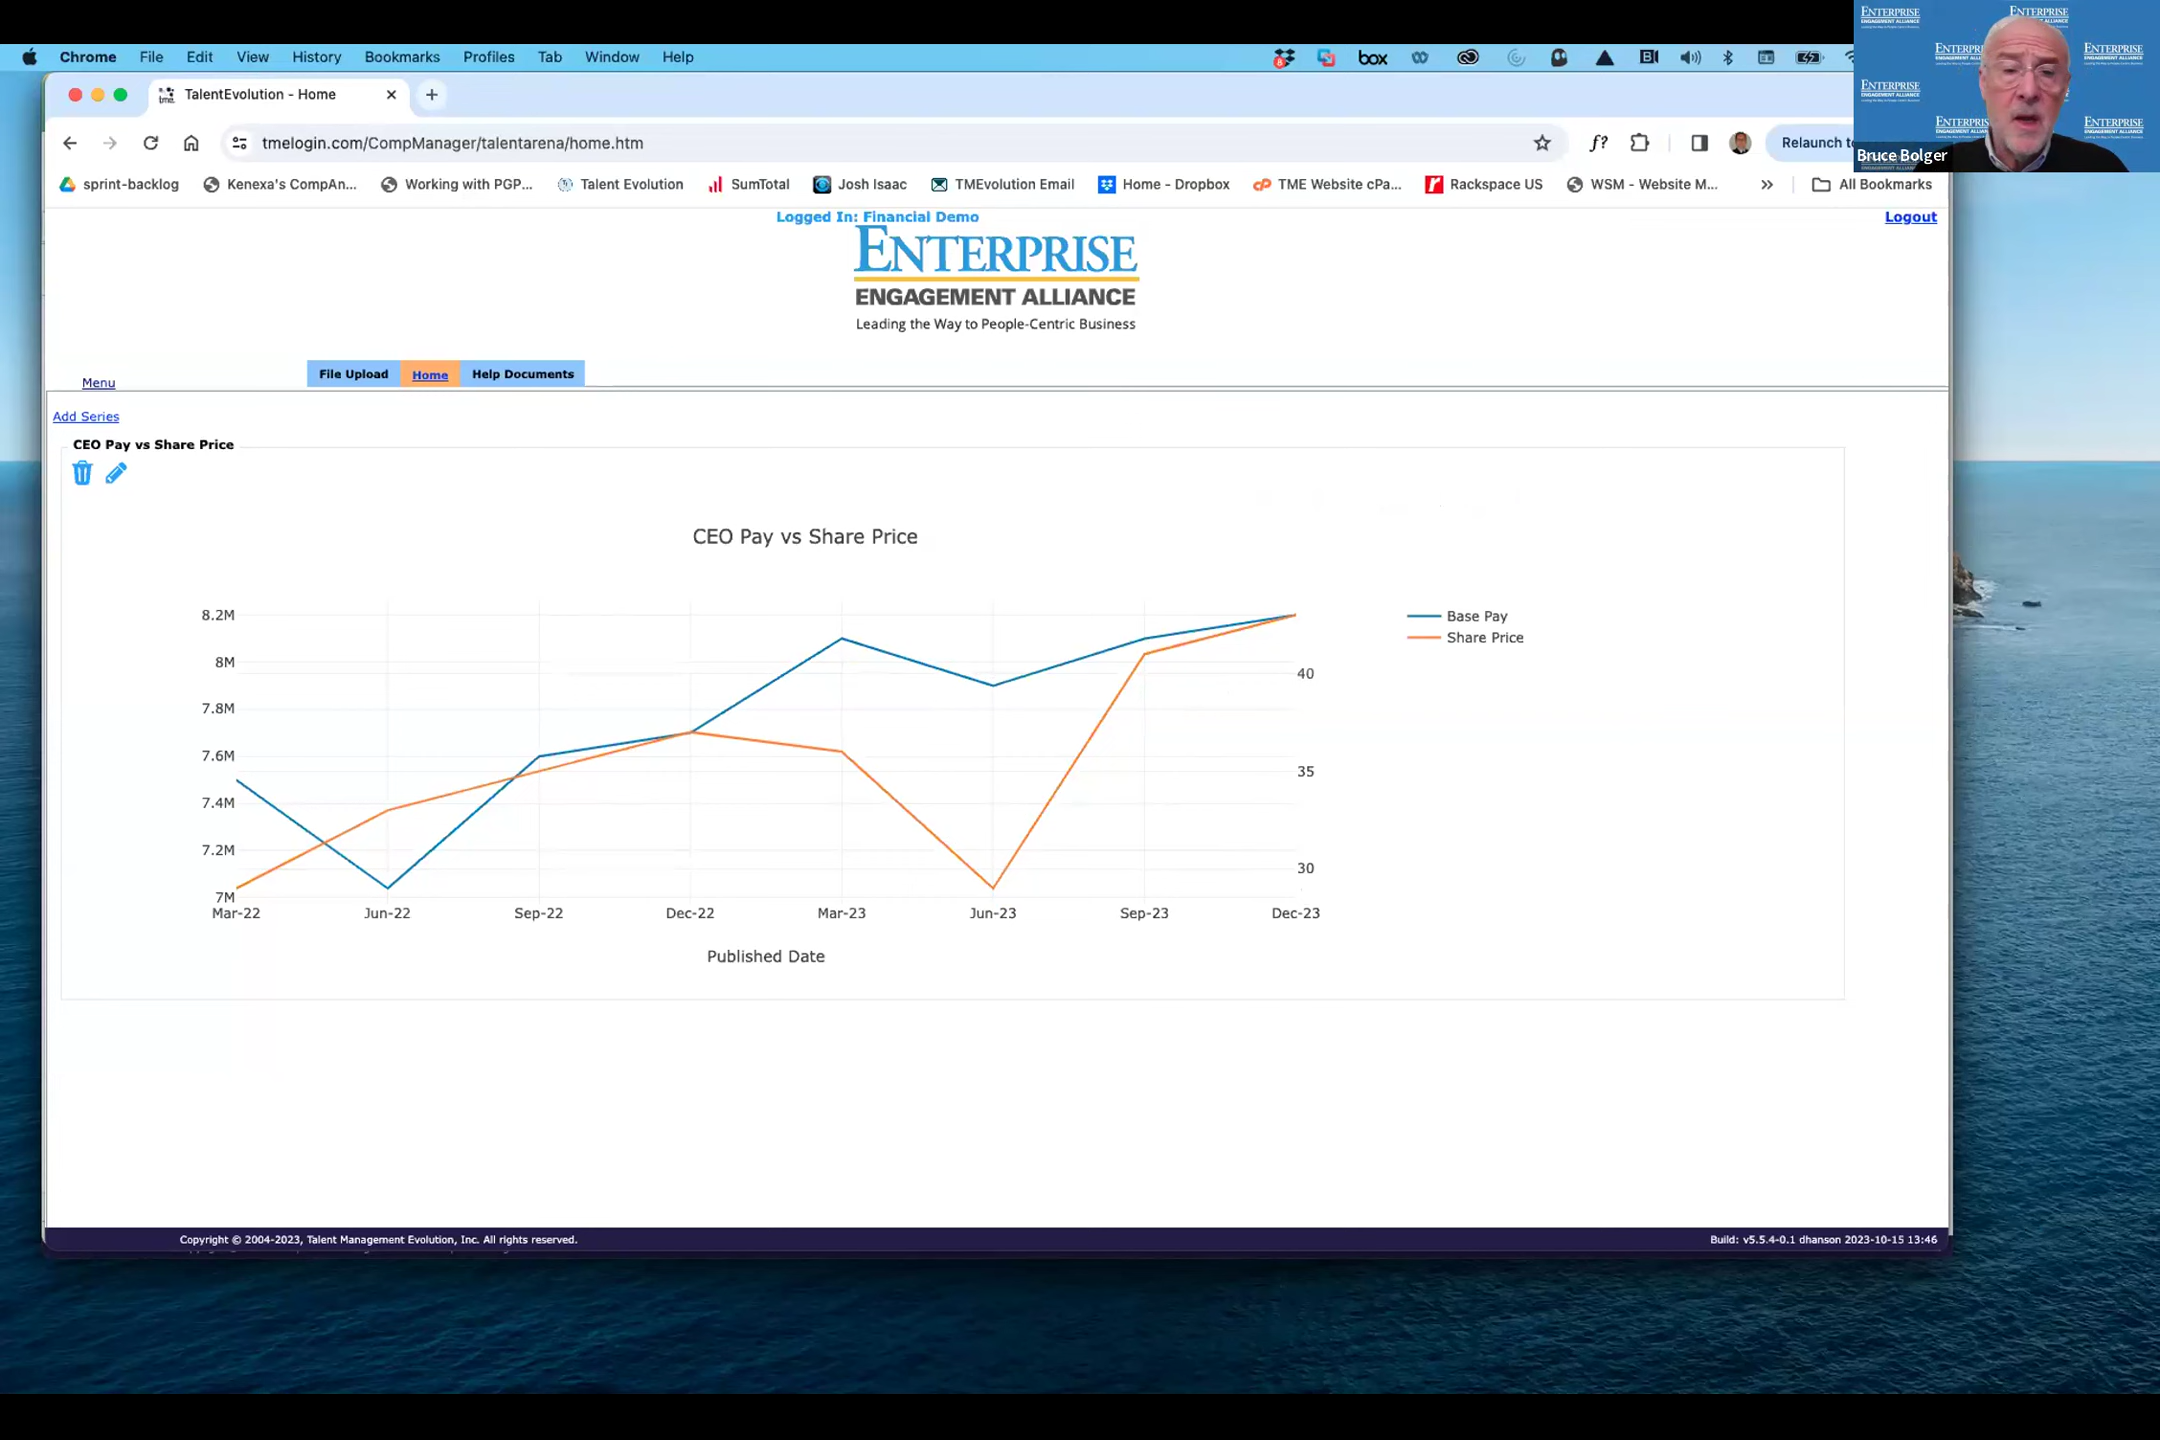 Chrome File Edit View History Bookmarks Profiles Tab Window Help
8 box
TalentEvolution - Home
tmelogin.com/CompManager/talentarena/home.htm
f?
Relaunch to
sprint-backlog Kenexa's CompAn... Working with PGP... Talent Evolution SumTotal Josh Isaac TMEvolution Email Home - Dropbox TME Website cPa... Rackspace US WSM - Website M... » All Bookmarks
ENTERPRISE
ENGAGEMENT ALLIANCE
Bruce Bolger
Logged In: Financial Demo
Logout
ENTERPRISE
ENGAGEMENT ALLIANCE
Leading the Way to People-Centric Business
Menu
File Upload Home Help Documents
Add Series
CEO Pay vs Share Price
CEO Pay vs Share Price
8.2M
8M
7.8M
7.6M
7.4M
7.2M
7M
40
35
30
Base Pay
Share Price
Mar-22 Jun-22 Sep-22 Dec-22 Mar-23 Jun-23 Sep-23 Dec-23
Published Date
Copyright © 2004-2023, Talent Management Evolution, Inc. All rights reserved.
Build: v5.5.4-0.1 dhanson 2023-10-15 13:46